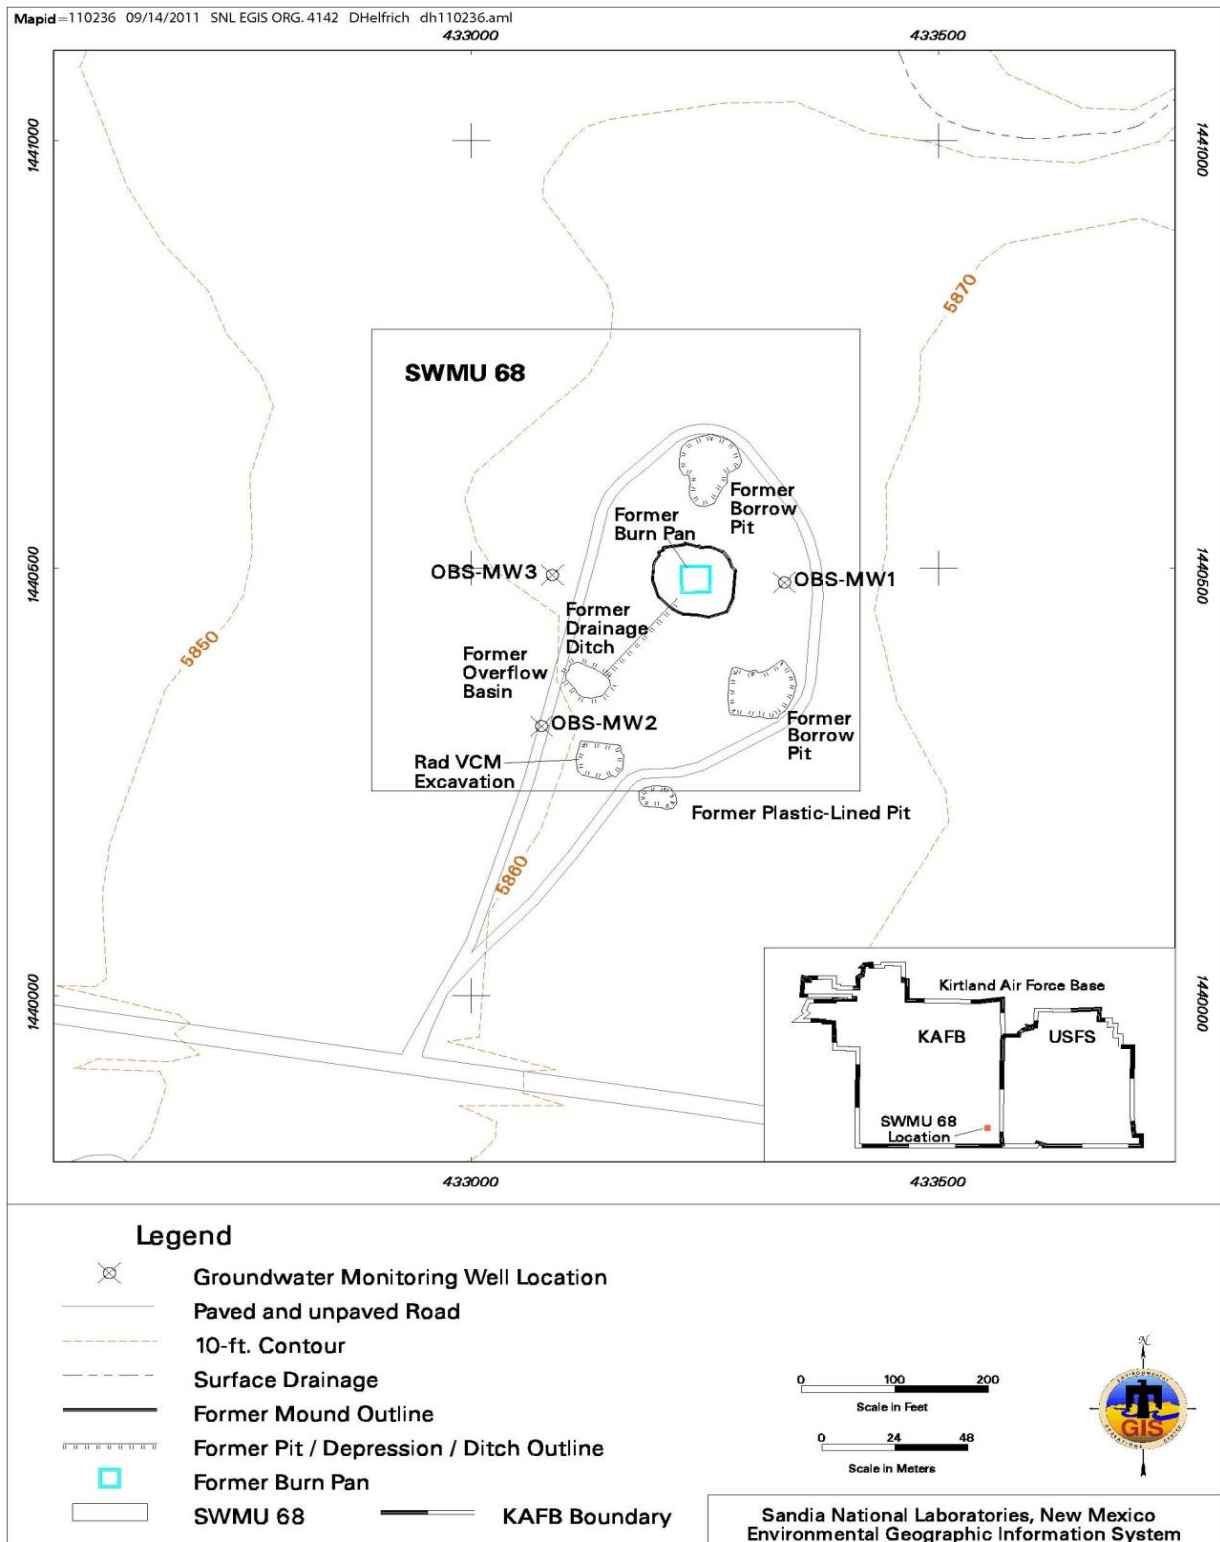 Mapid=110236 09/14/2011 SNL EGIS ORG. 4142 DHelfrich dh110236.aml
433000
433500
1441000
1441000
5870
SWMU 68
Former
Borrow
Pit
Former
Burn Pan
1440500
OBS-MW3
OBS-MW1
1440500
Former
Drainage
Ditch
5850
Former
Overflow
Basin
OBS-MW2
Former
Borrow
Pit
Rad VCM
Excavation
Former Plastic-Lined Pit
5860
1440000
1440000
Kirtland Air Force Base
KAFB
USFS
SWMU 68
Location
433000
433500
Legend
Groundwater Monitoring Well Location
Paved and unpaved Road
10-ft. Contour
Surface Drainage
Former Mound Outline
Former Pit / Depression / Ditch Outline
Former Burn Pan
SWMU 68
KAFB Boundary
0 100 200
Scale in Feet
0 24 48
Scale in Meters
N
ENVIRONMENTAL
GIS
OPERATIONS CENTER
Sandia National Laboratories, New Mexico
Environmental Geographic Information System